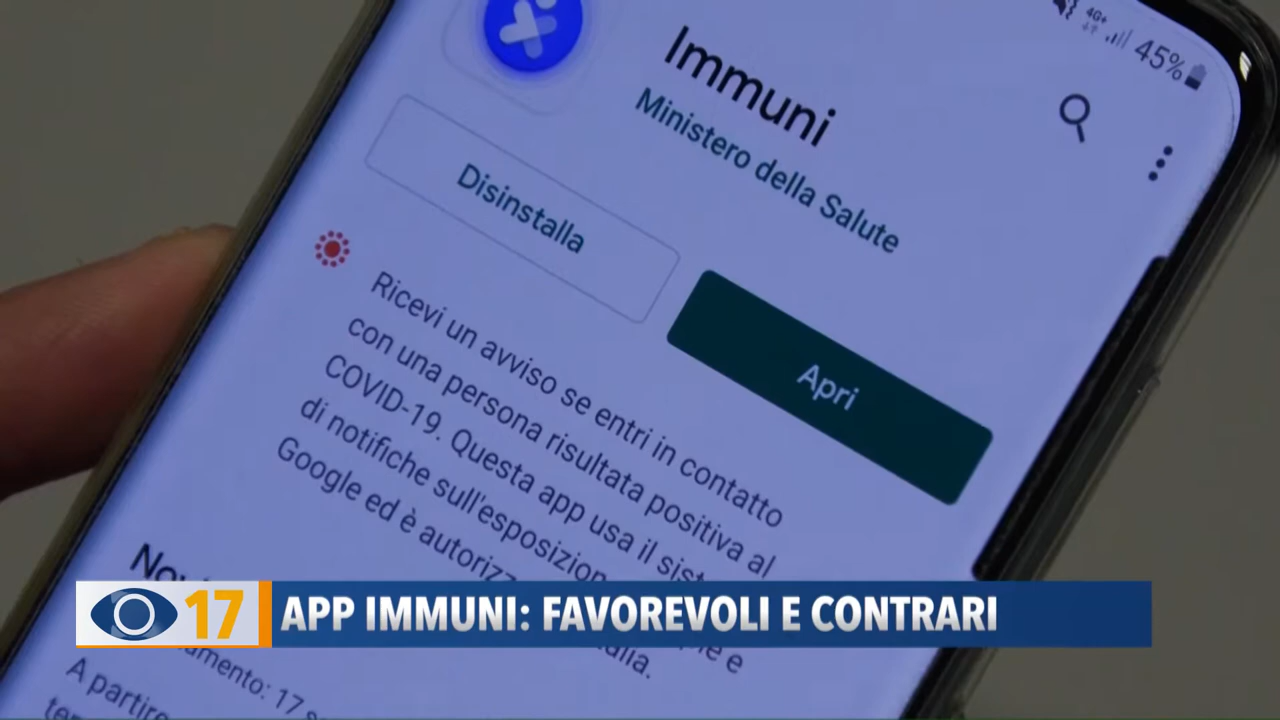 4G+
45%
Immuni
Ministero della Salute
Disinstalla
Apri
Ricevi un avviso se entri in contatto
con una persona risultata positiva al
COVID-19. Questa app usa il
di notifiche sull'esposizion
Google ed è
17 APP IMMUNI: FAVOREVOLI E CONTRARI
17
A partire